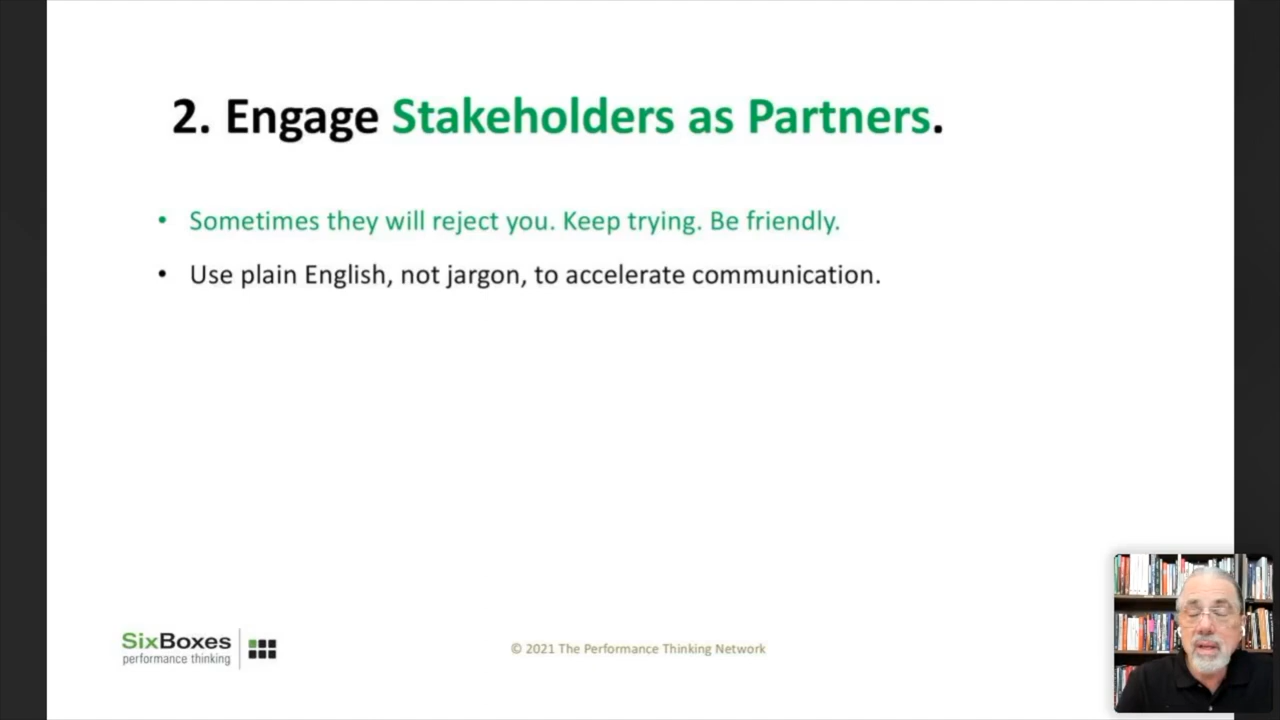 2. Engage Stakeholders as Partners.
• Sometimes they will reject you. Keep trying. Be friendly.
• Use plain English, not jargon, to accelerate communication.
SixBoxes
performance thinking
© 2021 The Performance Thinking Network